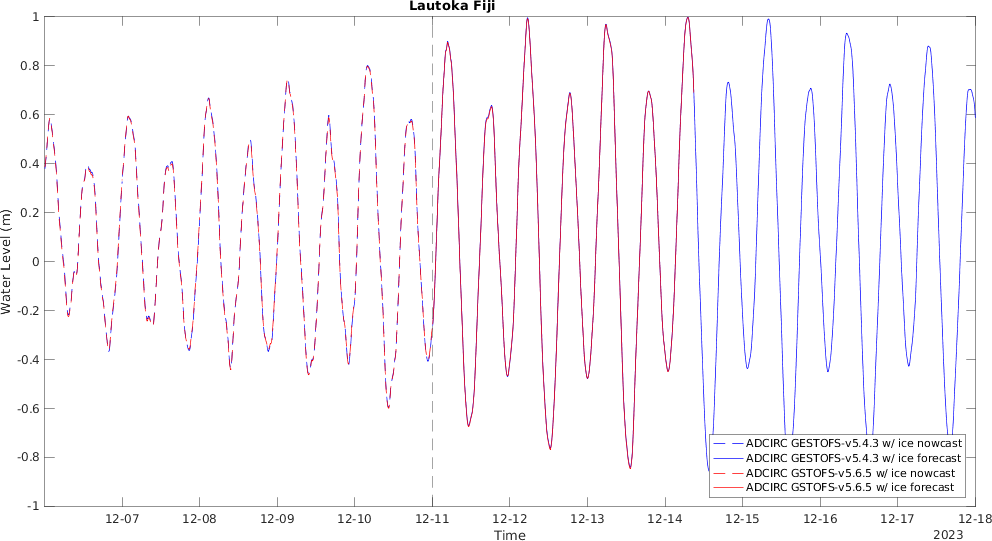 Lautoka Fiji
1
0.8
0.6
0.4
0.2
0
-0.2
-0.4
-0.6
-0.8
-1
Water Level (m)
ADCIRC GESTOFS-v5.4.3 w/ ice nowcast
ADCIRC GESTOFS-v5.4.3 w/ ice forecast
ADCIRC GSTOFS-v5.6.5 w/ ice nowcast
ADCIRC GSTOFS-v5.6.5 w/ ice forecast
12-07 12-08 12-09 12-10 12-11 12-12 12-13 12-14 12-15 12-16 12-17 12-18
Time
2023